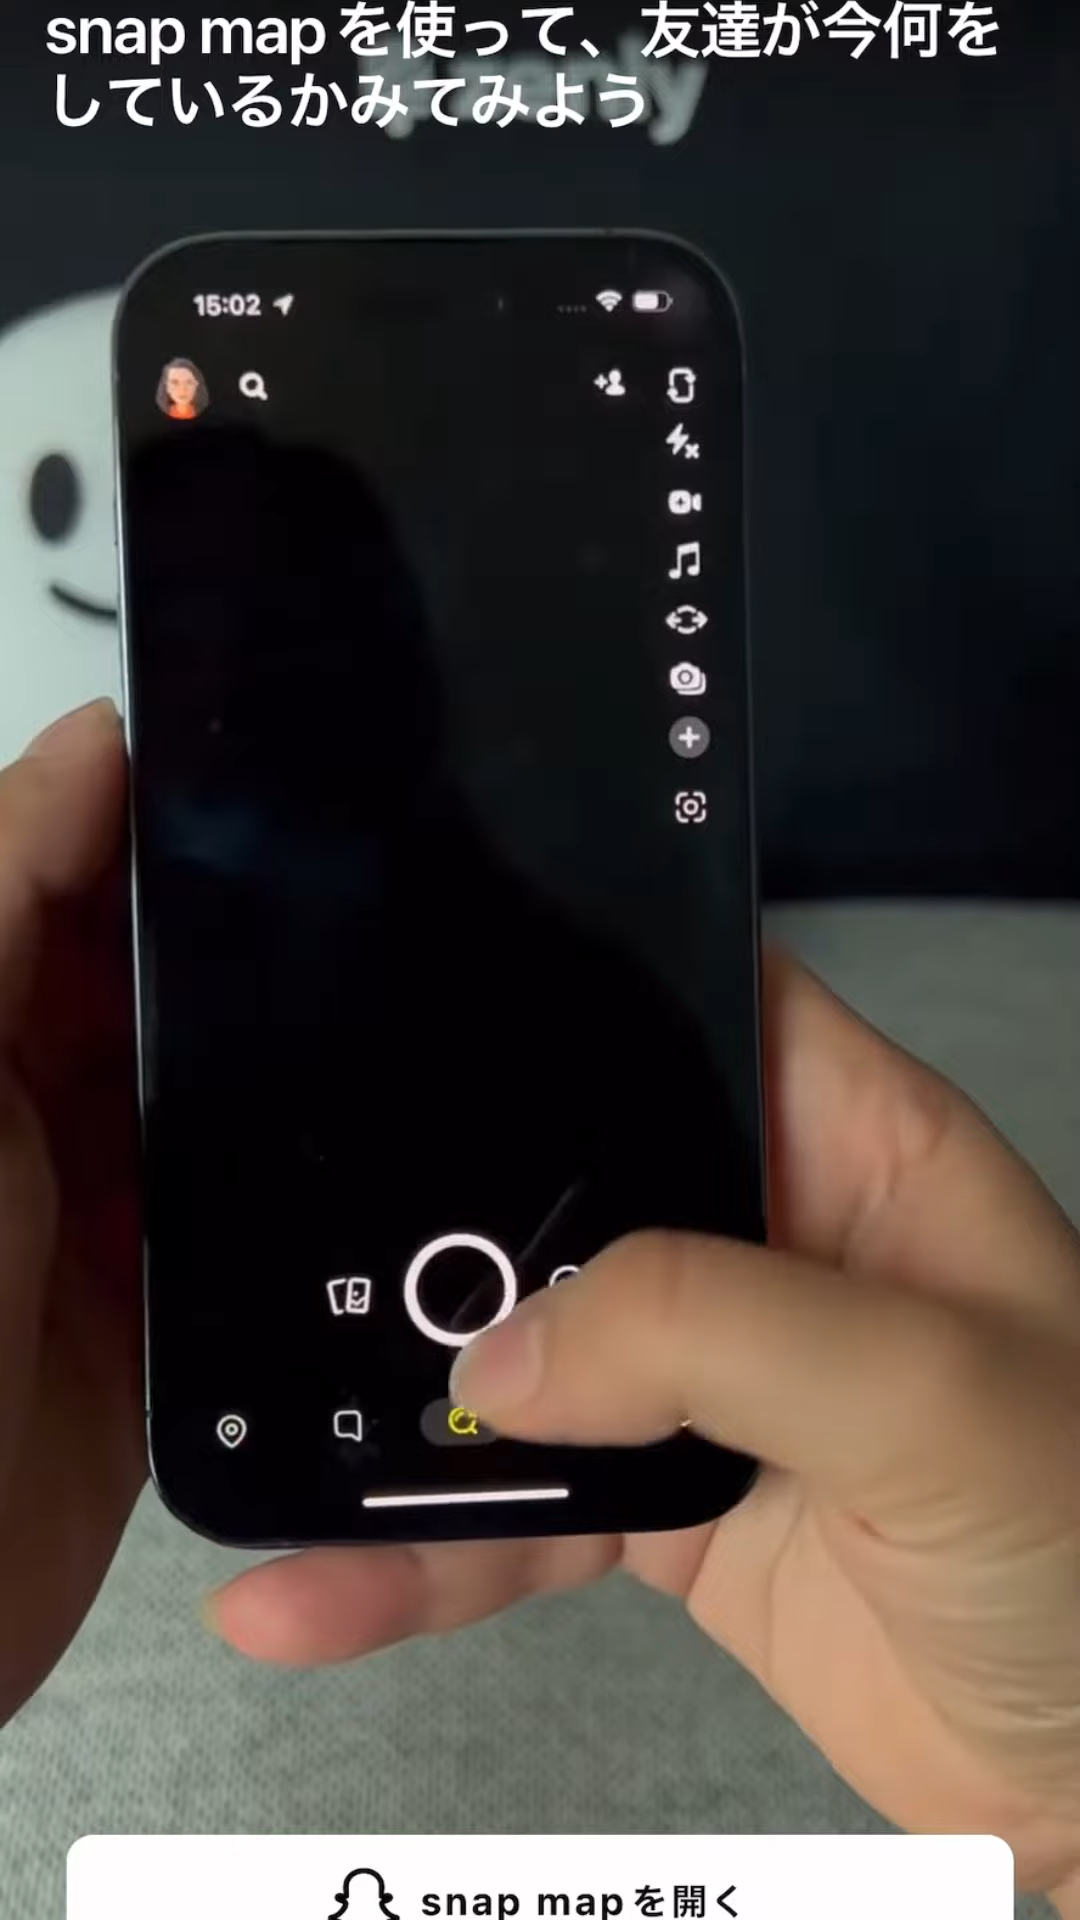 snap mapを使って、友達が今何を
しているかみてみよう
15:02
snap mapを開く